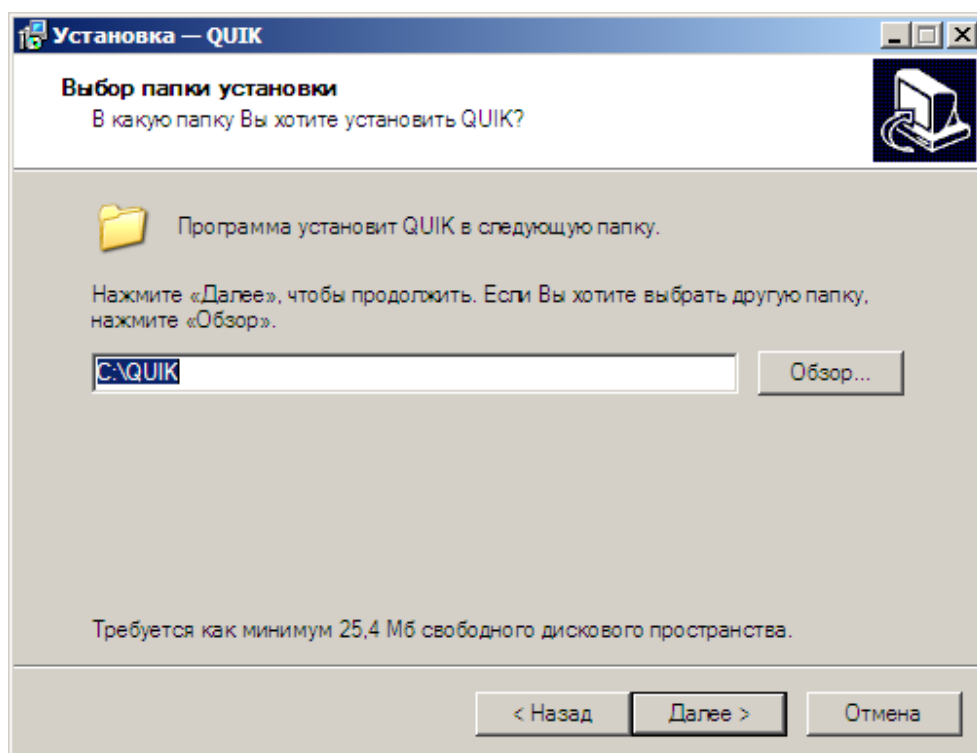 Установка — QUIK
Выбор папки установки
В какую папку Вы хотите установить QUIK?
Программа установит QUIK в следующую папку.
Нажмите «Далее», чтобы продолжить. Если Вы хотите выбрать другую папку,
нажмите «Обзор».
C:\QUIK
Обзор...
Требуется как минимум 25,4 Мб свободного дискового пространства.
< Назад
Далее >
Отмена